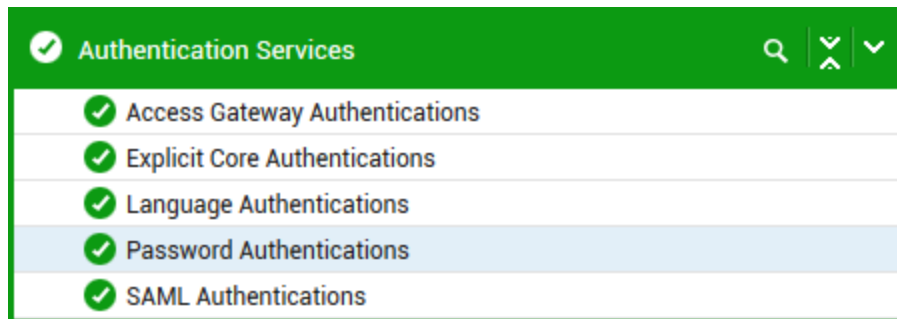 Authentication Services
Access Gateway Authentications
Explicit Core Authentications
Language Authentications
Password Authentications
SAML Authentications